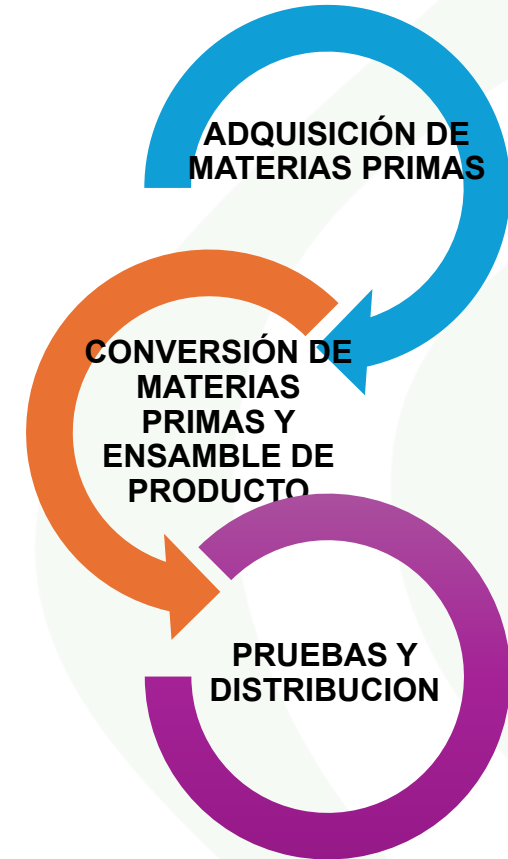 ADQUISICIÓN DE
MATERIAS PRIMAS
CONVERSIÓN DE
MATERIAS
PRIMAS Y
ENSAMBLE DE
PRODUCTO
PRUEBAS Y
DISTRIBUCION